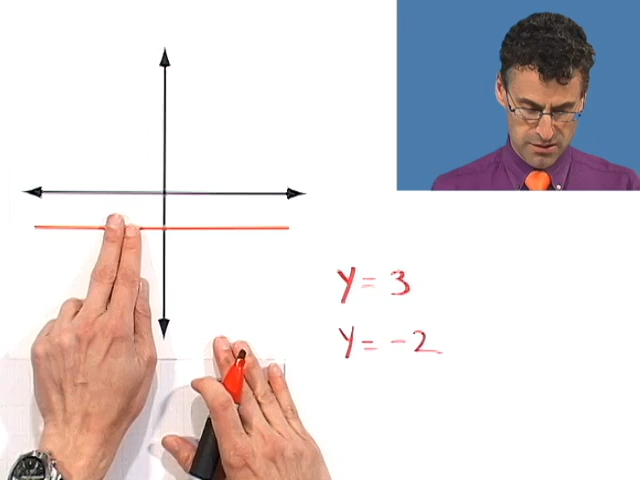 y = 3
y = -2